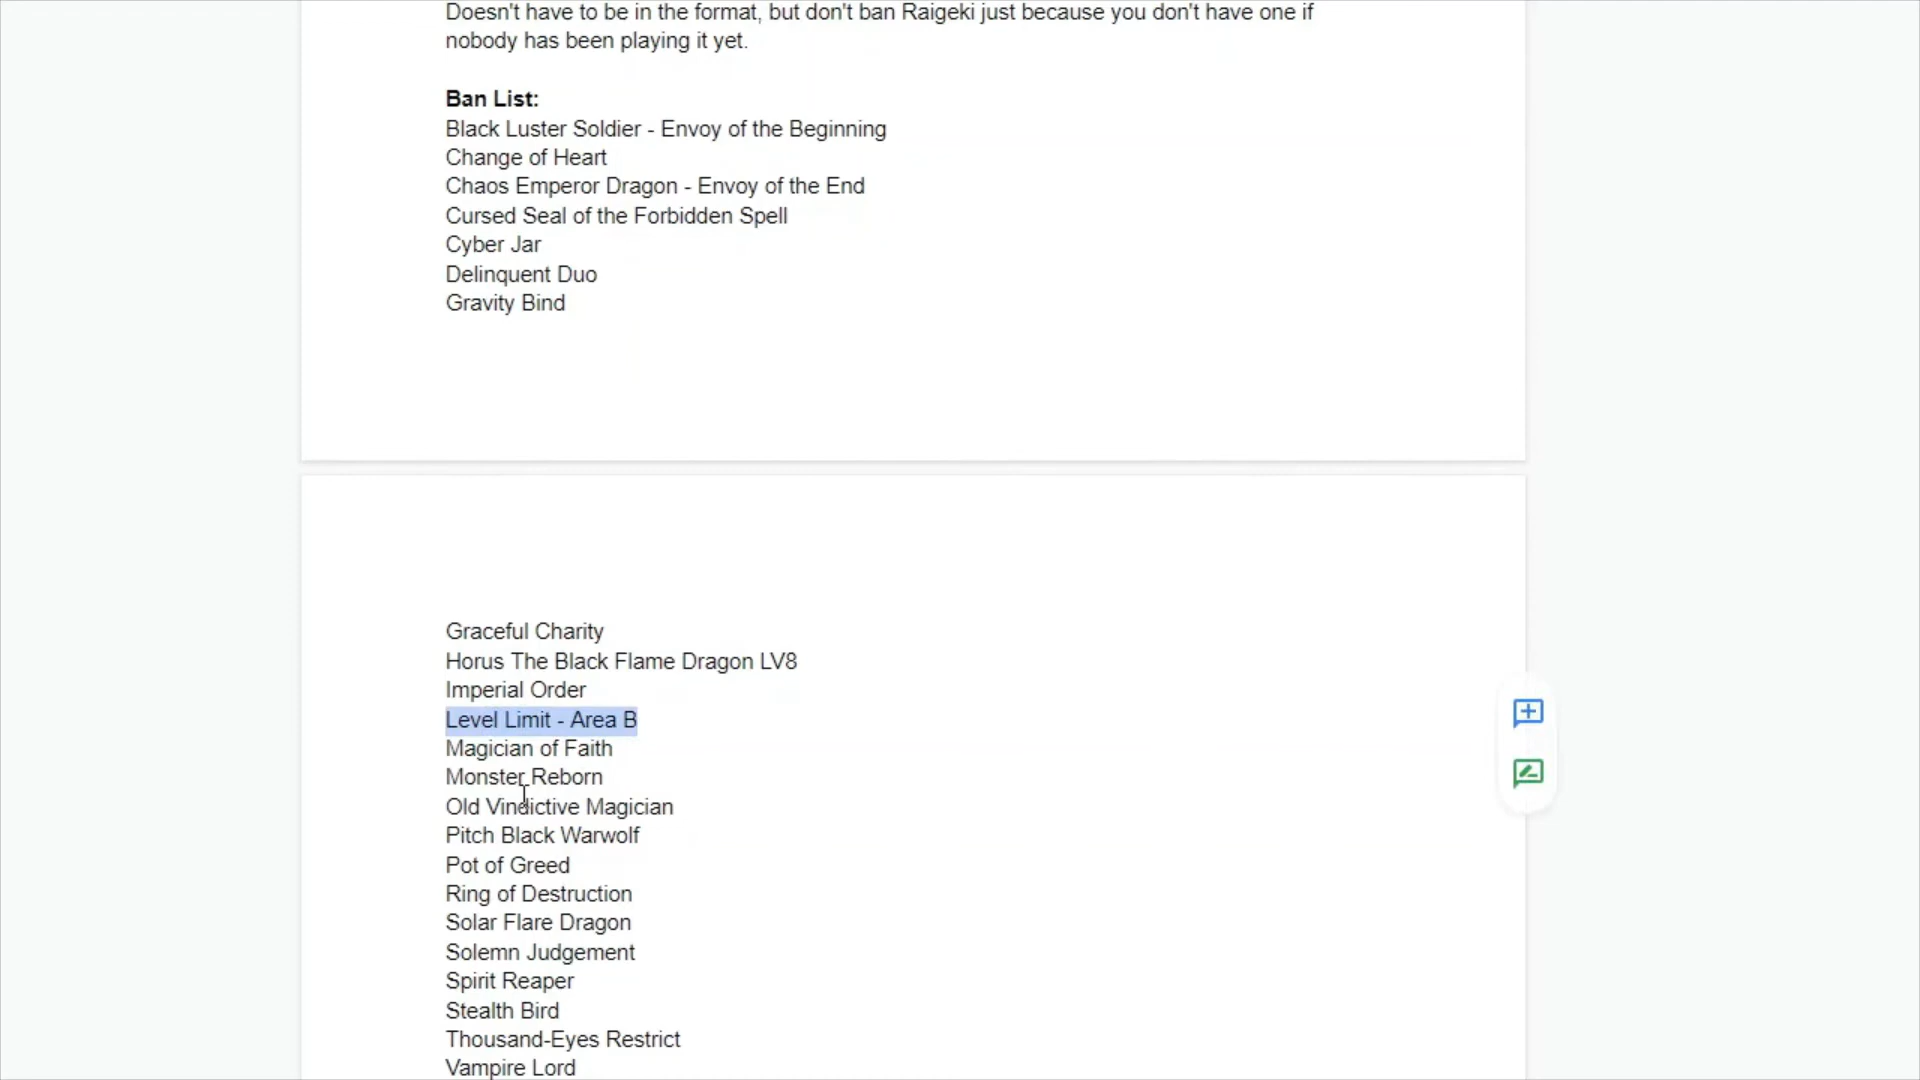 Doesn't have to be in the format, but don't ban Raigeki just because you don't have one if
nobody has been playing it yet.
Ban List:
Black Luster Soldier - Envoy of the Beginning
Change of Heart
Chaos Emperor Dragon - Envoy of the End
Cursed Seal of the Forbidden Spell
Cyber Jar
Delinquent Duo
Gravity Bind
Graceful Charity
Horus The Black Flame Dragon LV8
Imperial Order
Level Limit - Area B
Magician of Faith
Monster Reborn
Old Vindictive Magician
Pitch Black Warwolf
Pot of Greed
Ring of Destruction
Solar Flare Dragon
Solemn Judgement
Spirit Reaper
Stealth Bird
Thousand-Eyes Restrict
Vampire Lord